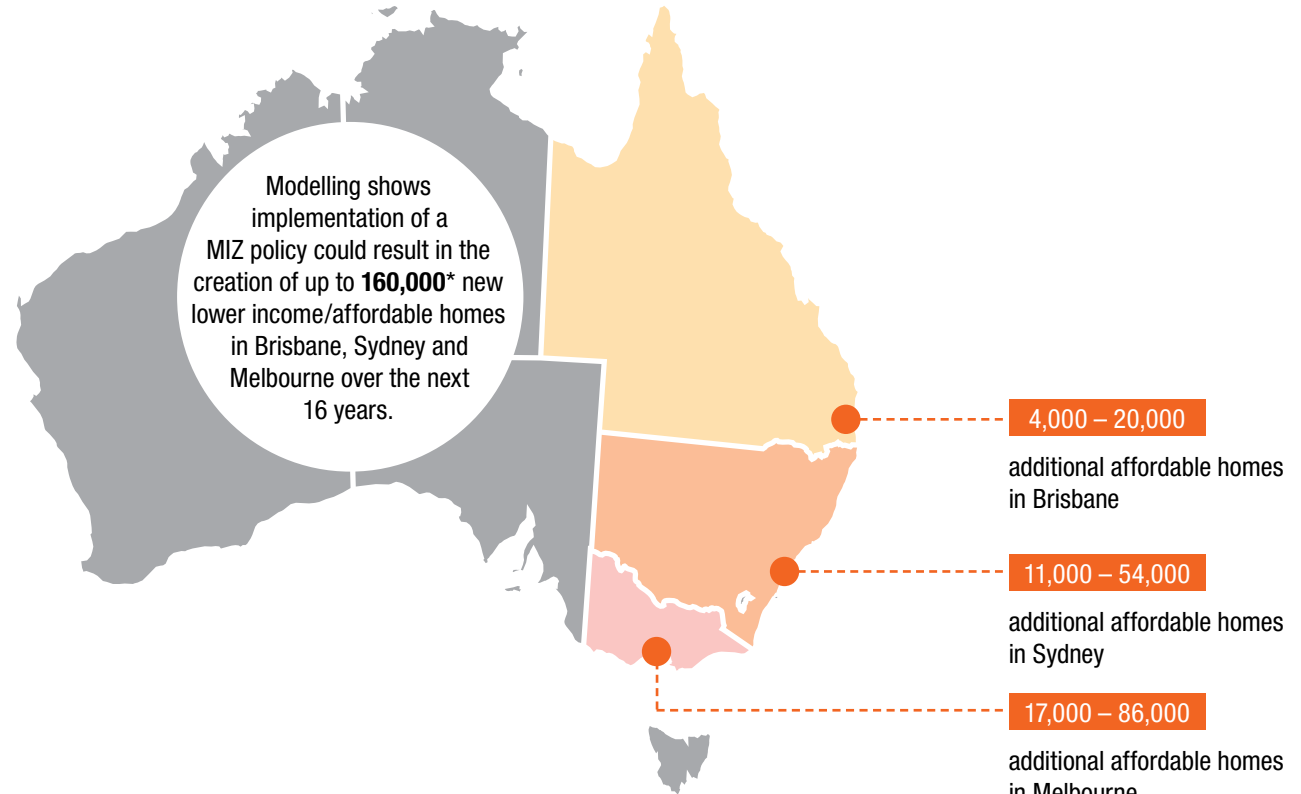 Modelling shows
implementation of a
MIZ policy could result in the
creation of up to 160,000* new
lower income/affordable homes
in Brisbane, Sydney and
Melbourne over the next
16 years.
4,000 – 20,000
additional affordable homes
in Brisbane
11,000 – 54,000
additional affordable homes
in Sydney
17,000 – 86,000
additional affordable homes
in Melbourne